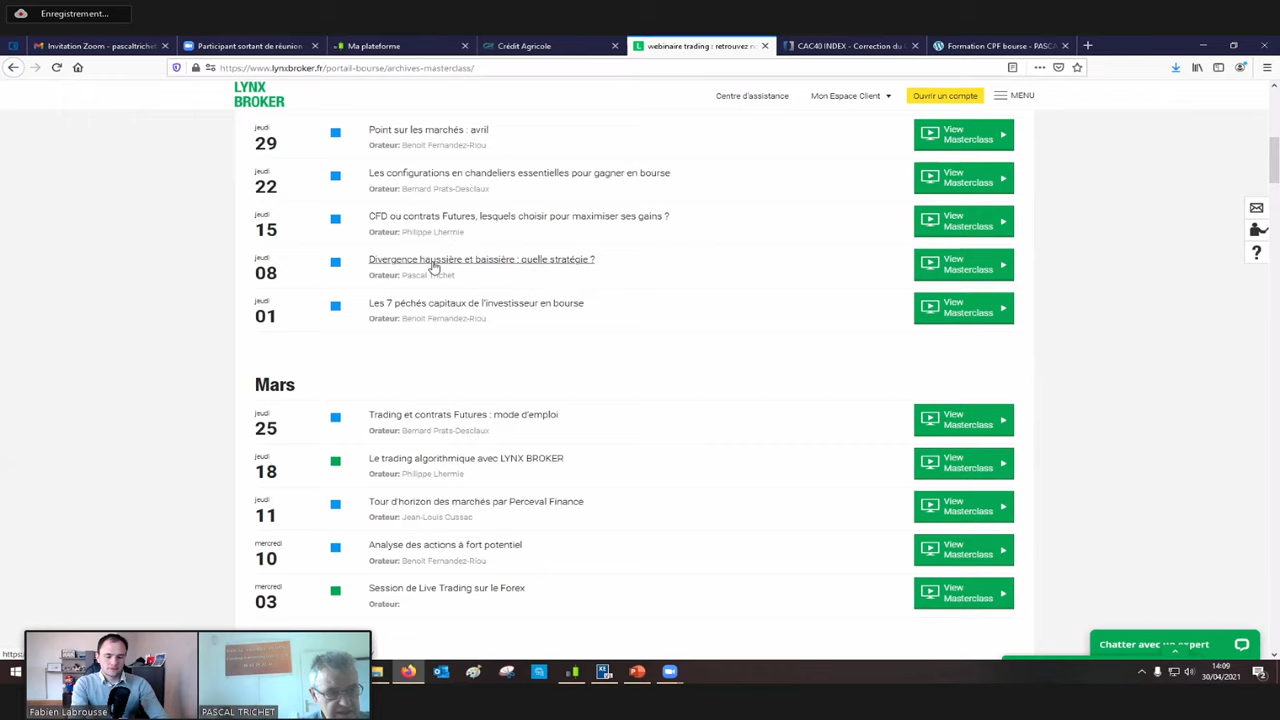 Enregistrement...
Invitation Zoom - pascaltrichet
Participant sortant de réunion
Ma plateforme
Crédit Agricole
webinaire trading : retrouvez n
CAC40 INDEX - Correction du C
Formation CPF bourse - PASCA
https://www.lynxbroker.fr/portail-bourse/archives-masterclass/
LYNX
BROKER
Centre d'assistance
Mon Espace Client
Ouvrir un compte
MENU
jeudi
29
Point sur les marchés : avril
Orateur: Benoit Fernandez-Riou
View
Masterclass
jeudi
22
Les configurations en chandeliers essentielles pour gagner en bourse
Orateur: Bernard Prats-Desclaux
View
Masterclass
jeudi
15
CFD ou contrats Futures, lesquels choisir pour maximiser ses gains ?
Orateur: Philippe Lhermie
View
Masterclass
jeudi
08
Divergence haussière et baissière : quelle stratégie ?
Orateur: Pascal Trichet
View
Masterclass
jeudi
01
Les 7 péchés capitaux de l'investisseur en bourse
Orateur: Benoit Fernandez-Riou
View
Masterclass
Mars
jeudi
25
Trading et contrats Futures : mode d'emploi
Orateur: Bernard Prats-Desclaux
View
Masterclass
jeudi
18
Le trading algorithmique avec LYNX BROKER
Orateur: Philippe Lhermie
View
Masterclass
jeudi
11
Tour d'horizon des marchés par Perceval Finance
Orateur: Jean-Louis Cussac
View
Masterclass
mercredi
10
Analyse des actions à fort potentiel
Orateur: Benoit Fernandez-Riou
View
Masterclass
mercredi
03
Session de Live Trading sur le Forex
Orateur:
View
Masterclass
Chatter avec un expert
14:09
30/04/2021
Fabien Labrousse
PASCAL TRICHET